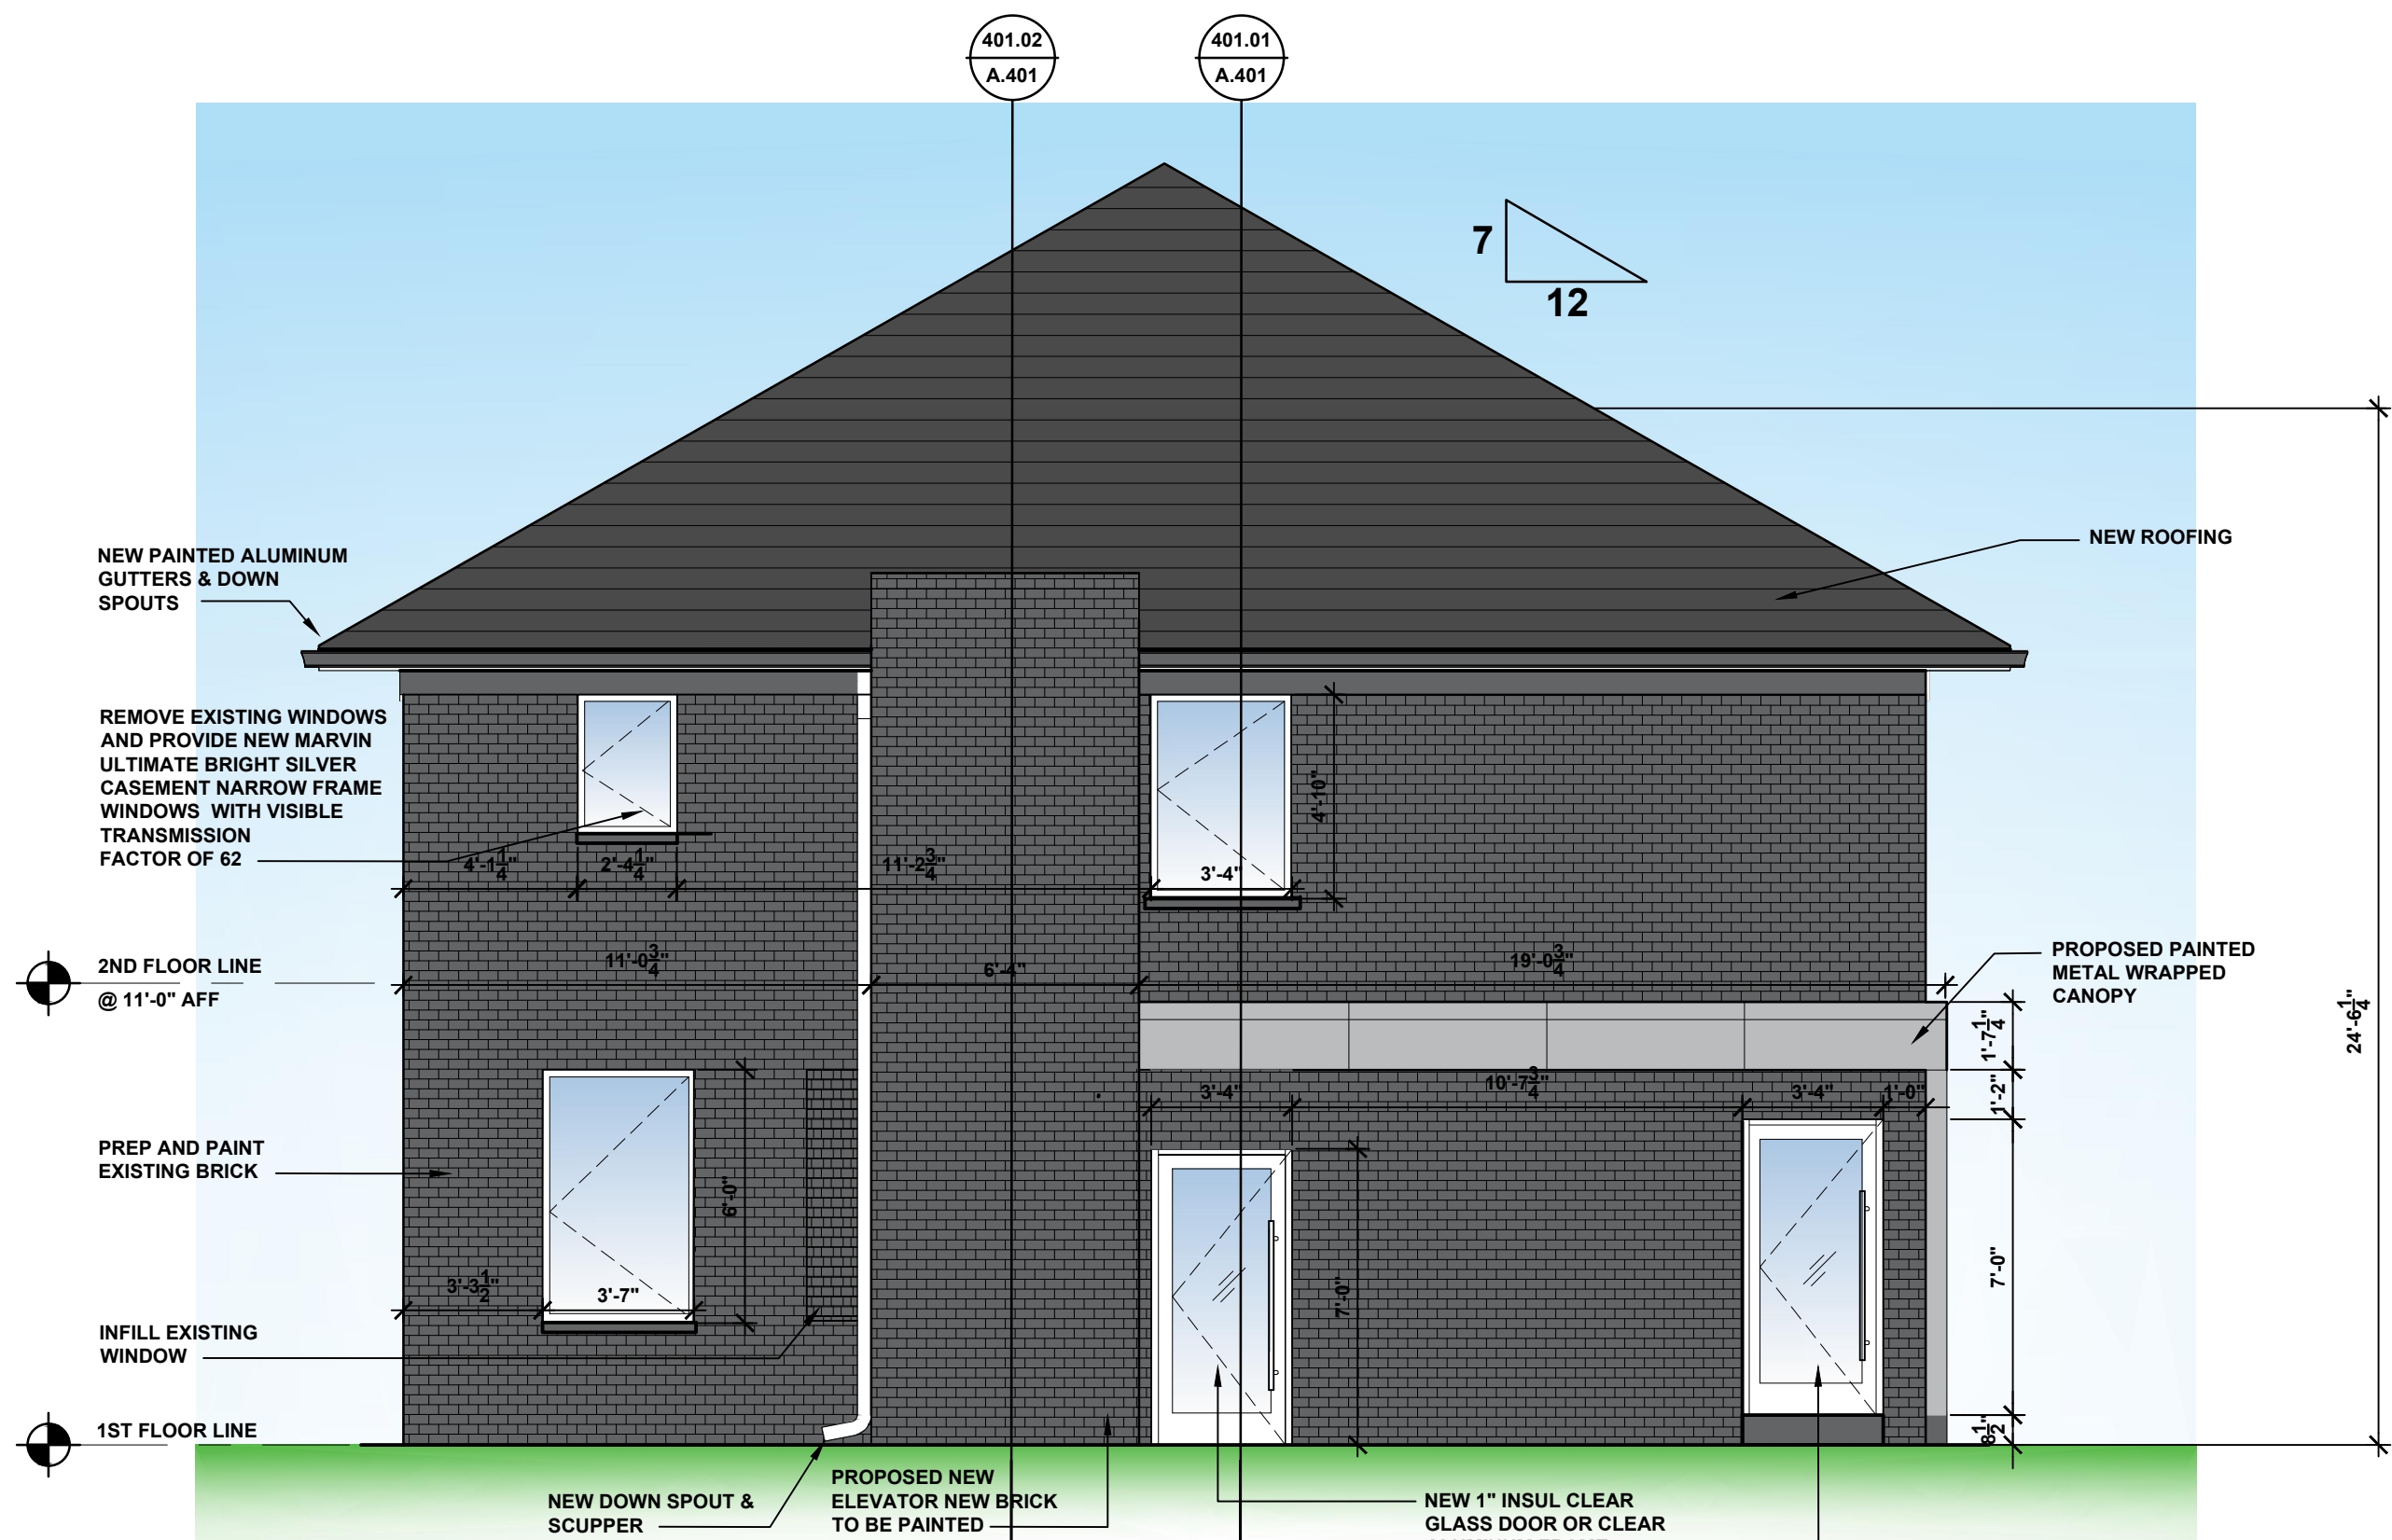 401.02
A.401
401.01
A.401
7
12
NEW PAINTED ALUMINUM
GUTTERS & DOWN
SPOUTS
NEW ROOFING
REMOVE EXISTING WINDOWS
AND PROVIDE NEW MARVIN
ULTIMATE BRIGHT SILVER
CASEMENT NARROW FRAME
WINDOWS WITH VISIBLE
TRANSMISSION
FACTOR OF 62
4'-1 1/4"
2'-4 1/4"
11'-2 3/4"
3'-4"
4'-10"
2ND FLOOR LINE
@ 11'-0" AFF
11'-0 3/4"
6'-4"
19'-0 3/4"
PROPOSED PAINTED
METAL WRAPPED
CANOPY
24'-6 1/4"
1'-7 1/4"
3'-4"
10'-7 3/4"
3'-4"
1'-0"
1'-2"
PREP AND PAINT
EXISTING BRICK
6'-0"
3'-3 1/2"
3'-7"
7'-0"
7'-0"
INFILL EXISTING
WINDOW
1ST FLOOR LINE
8 1/2"
NEW DOWN SPOUT &
SCUPPER
PROPOSED NEW
ELEVATOR NEW BRICK
TO BE PAINTED
NEW 1" INSUL CLEAR
GLASS DOOR OR CLEAR